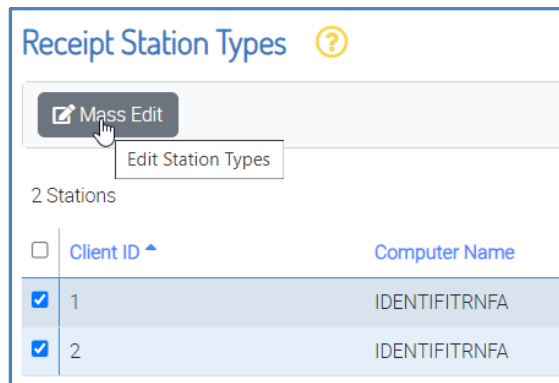 Receipt Station Types ?
Mass Edit
Edit Station Types
2 Stations
Client ID Computer Name
1 IDENTIFITRNFA
2 IDENTIFITRNFA